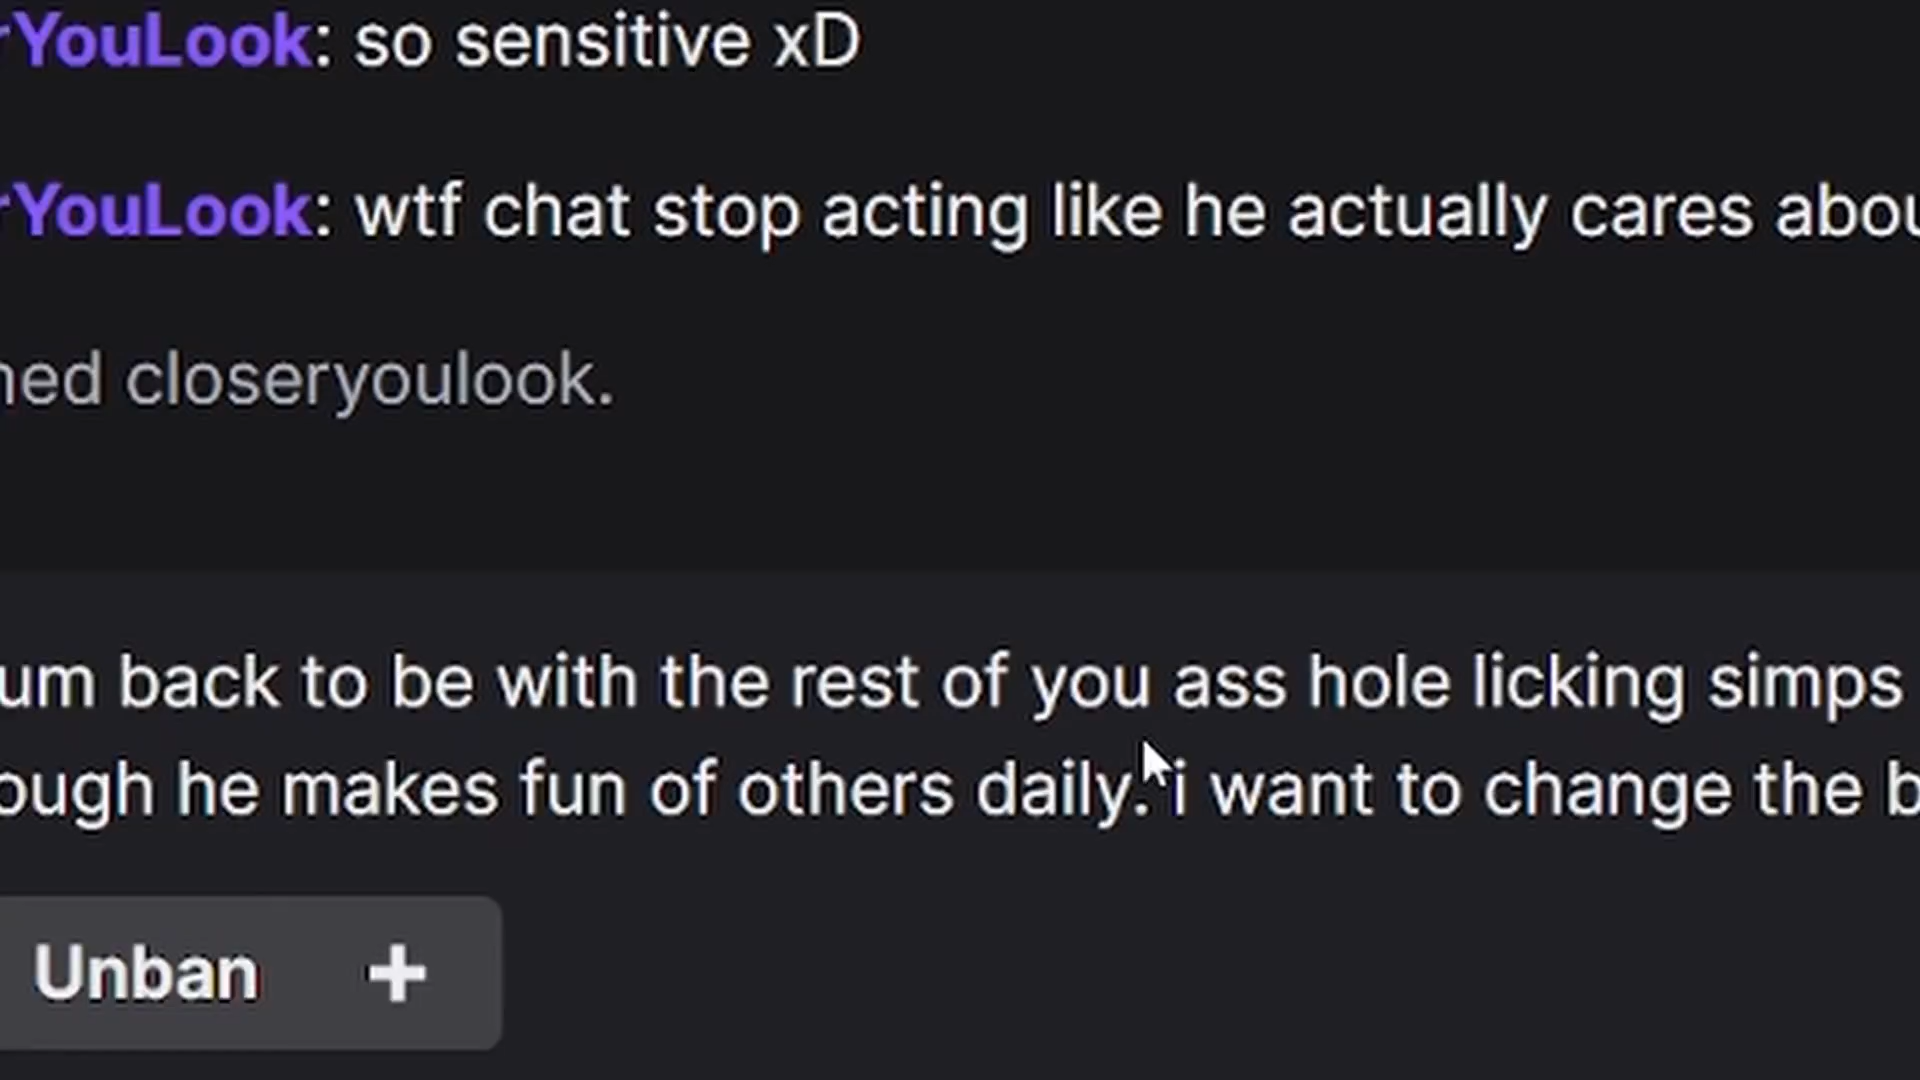 rYouLook: so sensitive xD
rYouLook: wtf chat stop acting like he actually cares abou
ned closeryoulook.
um back to be with the rest of you ass hole licking simps
ough he makes fun of others daily. i want to change the b
Unban +